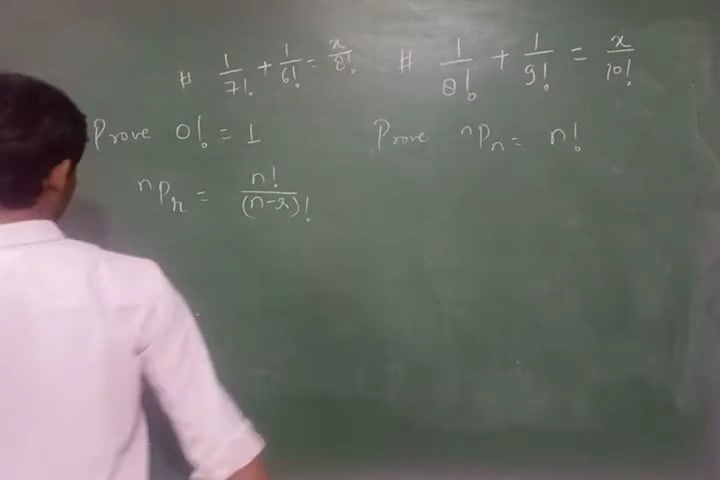 # 1/7! + 1/6! = x/8! # 1/8! + 1/9! = x/10!
Prove 0! = 1 Prove ⁿPₙ = n!
ⁿPᵣ = n!/(n-r)!